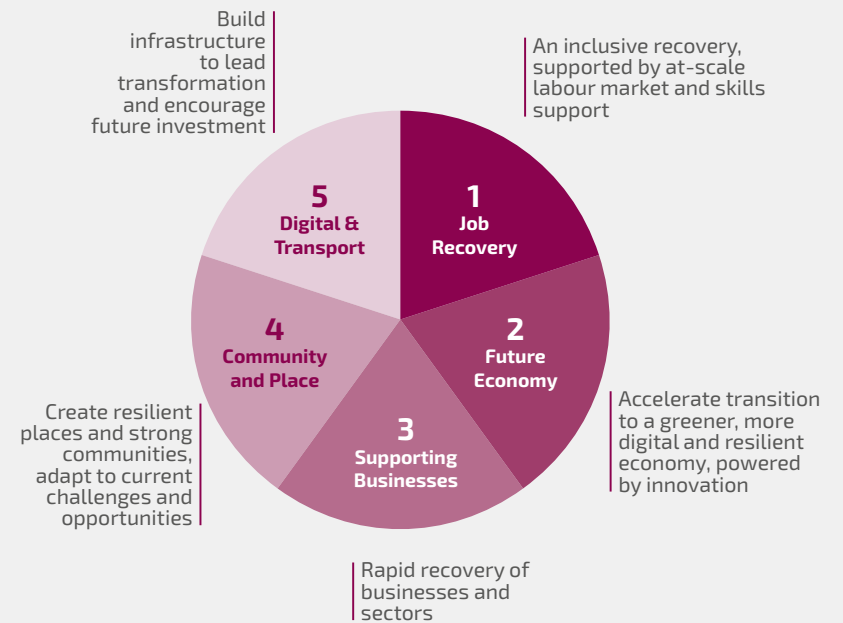 Build
infrastructure
to lead
transformation
and encourage
future investment
An inclusive recovery,
supported by at-scale
labour market and skills
support
5
Digital &
Transport
1
Job
Recovery
4
Community
and Place
2
Future
Economy
3
Supporting
Businesses
Create resilient
places and strong
communities,
adapt to current
challenges and
opportunities
Accelerate transition
to a greener, more
digital and resilient
economy, powered
by innovation
Rapid recovery of
businesses and
sectors